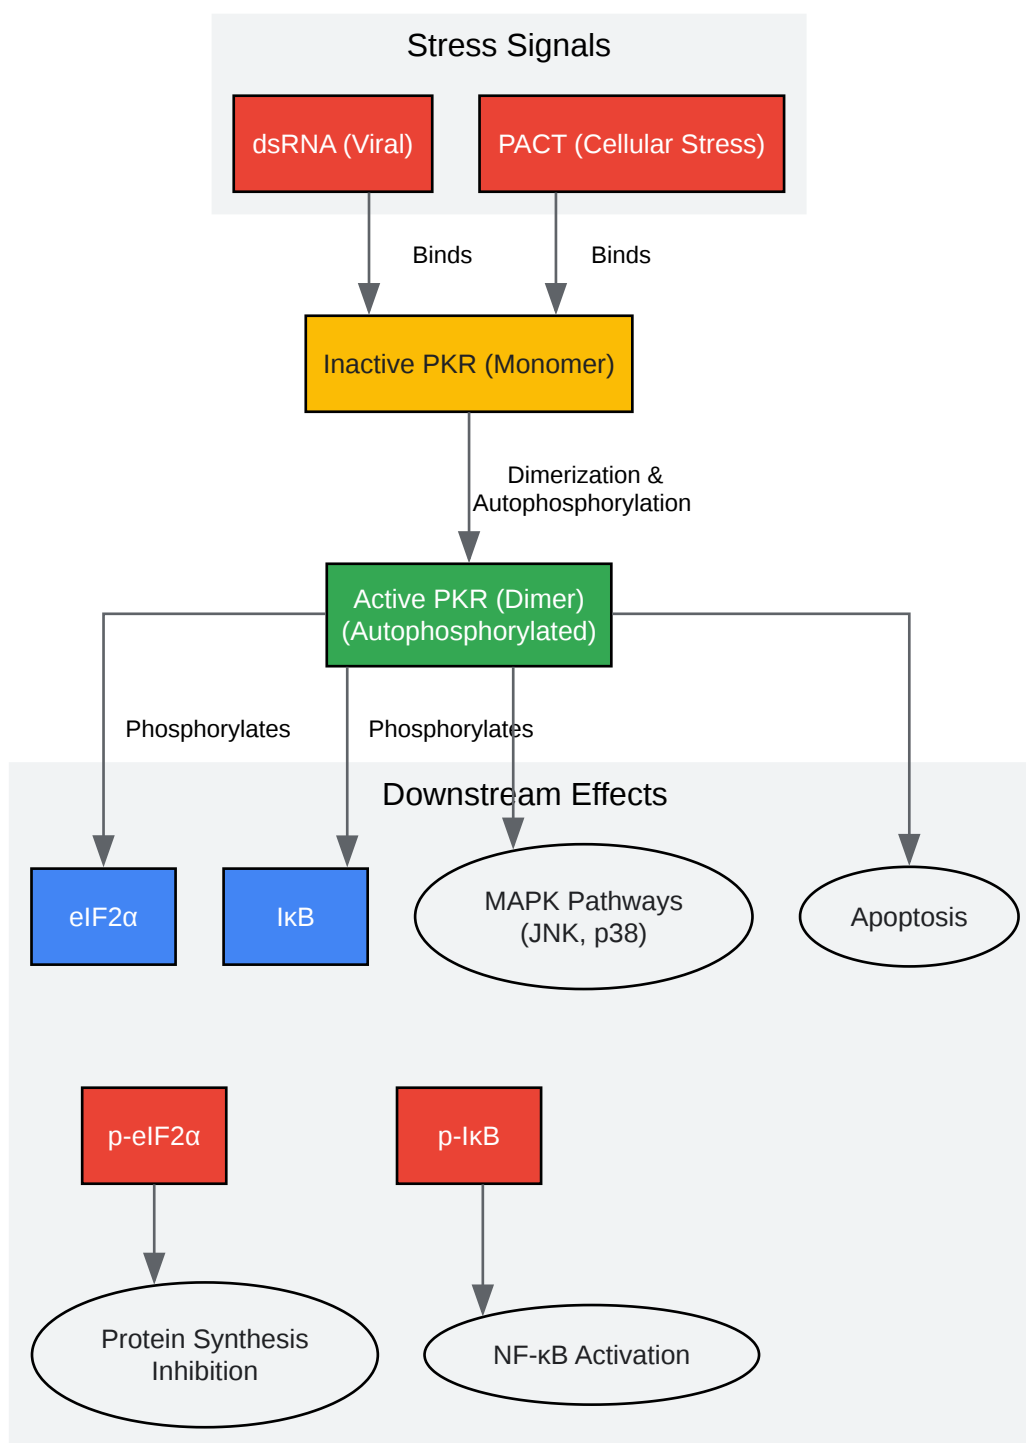 Stress Signals
dsRNA (Viral)
PACT (Cellular Stress)
Binds
Binds
Inactive PKR (Monomer)
Dimerization &
Autophosphorylation
Active PKR (Dimer)
(Autophosphorylated)
Phosphorylates
Phosphorylates
Downstream Effects
eIF2α
IκB
MAPK Pathways
(JNK, p38)
Apoptosis
p-eIF2α
p-IκB
Protein Synthesis
Inhibition
NF-κB Activation